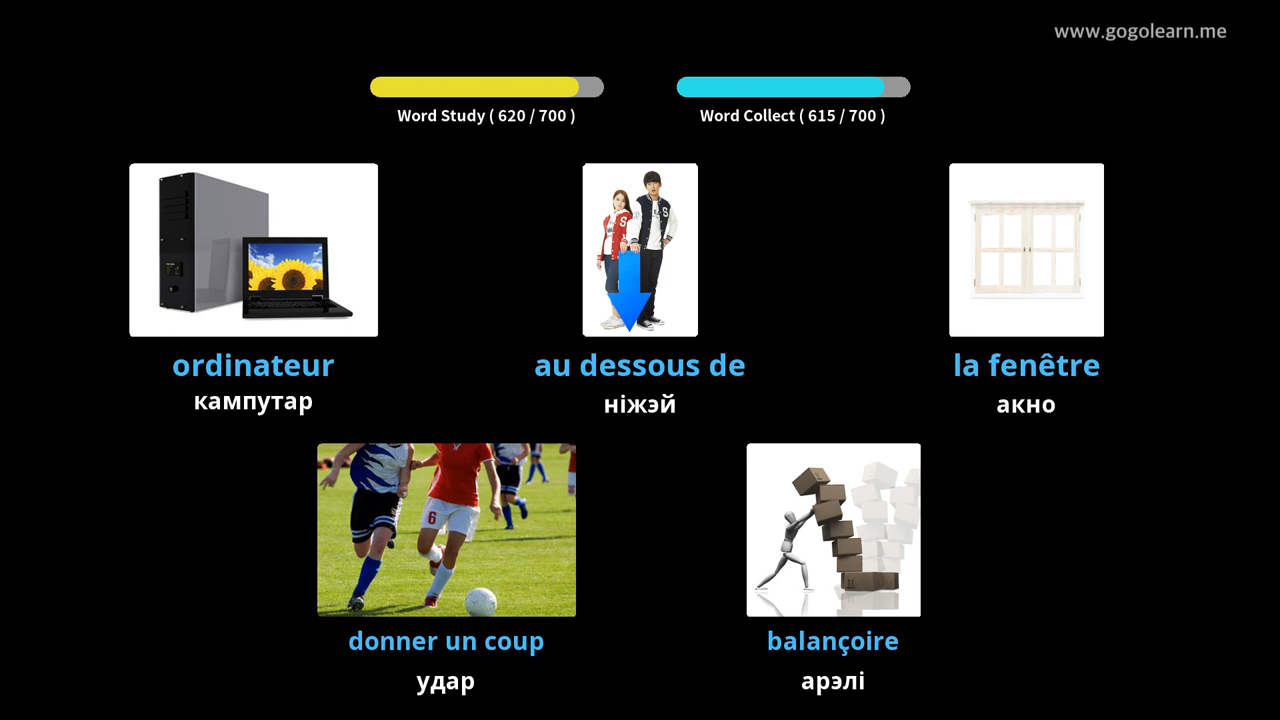 www.gogolearn.me
Word Study ( 620 / 700 )
Word Collect ( 615 / 700 )
ordinateur
кампутар
au dessous de
ніжэй
la fenêtre
акно
donner un coup
удар
balançoire
арэлі